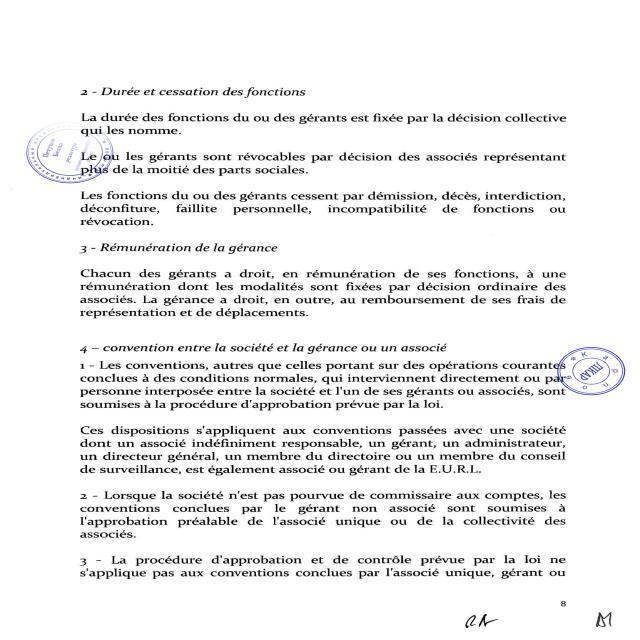 2 - Durée et cessation des fonctions
La durée des fonctions du ou des gérants est fixée par la décision collective
qui les nomme.
Le ou les gérants sont révocables par décision des associés représentant
plus de la moitié des parts sociales.
Les fonctions du ou des gérants cessent par démission, décès, interdiction,
déconfiture, faillite personnelle, incompatibilité de fonctions ou
révocation.
3 - Rémunération de la gérance
Chacun des gérants a droit, en rémunération de ses fonctions, à une
rémunération dont les modalités sont fixées par décision ordinaire des
associés. La gérance a droit, en outre, au remboursement de ses frais de
représentation et de déplacements.
4 – convention entre la société et la gérance ou un associé
1 - Les conventions, autres que celles portant sur des opérations courantes
conclues à des conditions normales, qui interviennent directement ou par
personne interposée entre la société et l'un de ses gérants ou associés, sont
soumises à la procédure d'approbation prévue par la loi.
Ces dispositions s'appliquent aux conventions passées avec une société
dont un associé indéfiniment responsable, un gérant, un administrateur,
un directeur général, un membre du directoire ou un membre du conseil
de surveillance, est également associé ou gérant de la E.U.R.L.
2 - Lorsque la société n'est pas pourvue de commissaire aux comptes, les
conventions conclues par le gérant non associé sont soumises à
l'approbation préalable de l'associé unique ou de la collectivité des
associés.
3 - La procédure d'approbation et de contrôle prévue par la loi ne
s'applique pas aux conventions conclues par l'associé unique, gérant ou
8